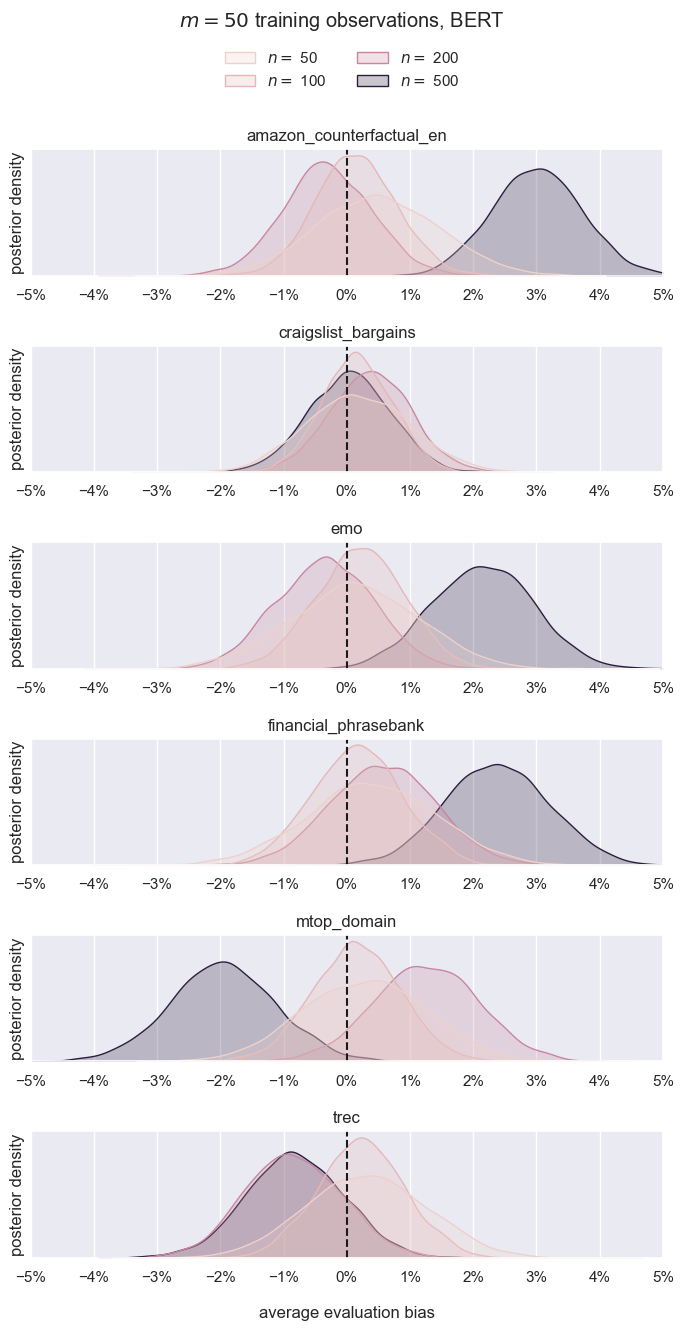 m = 50 training observations, BERT
n = 50 n = 200
n = 100 n = 500
amazon_counterfactual_en
posterior density
−5% −4% −3% −2% −1% 0% 1% 2% 3% 4% 5%
craigslist_bargains
posterior density
−5% −4% −3% −2% −1% 0% 1% 2% 3% 4% 5%
emo
posterior density
−5% −4% −3% −2% −1% 0% 1% 2% 3% 4% 5%
financial_phrasebank
posterior density
−5% −4% −3% −2% −1% 0% 1% 2% 3% 4% 5%
mtop_domain
posterior density
−5% −4% −3% −2% −1% 0% 1% 2% 3% 4% 5%
trec
posterior density
−5% −4% −3% −2% −1% 0% 1% 2% 3% 4% 5%
average evaluation bias